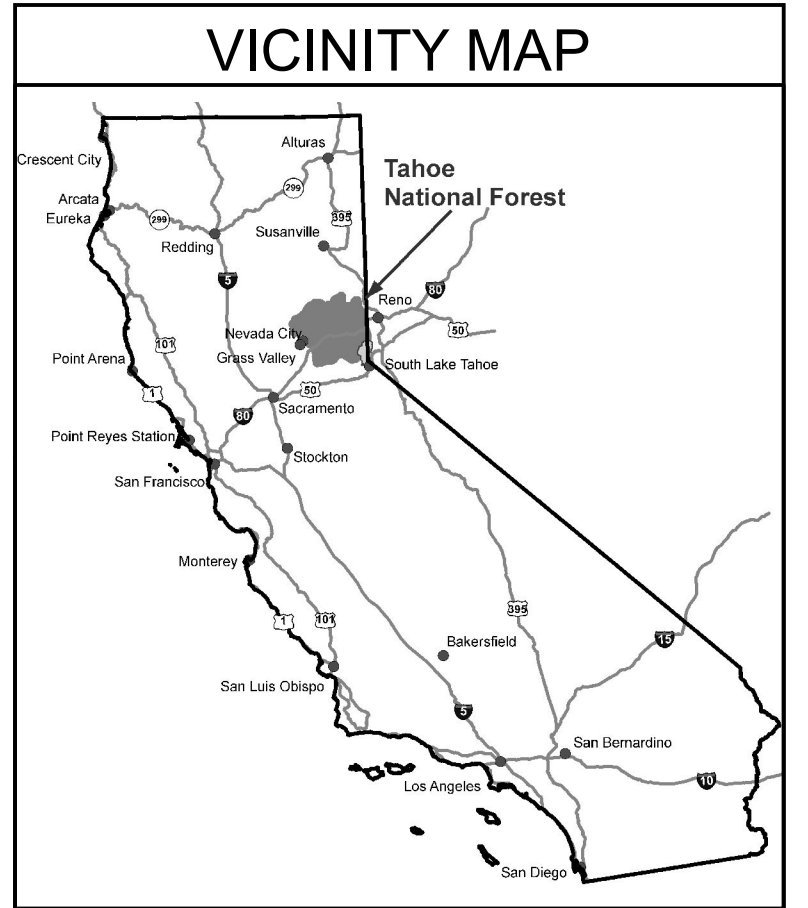 VICINITY MAP
Alturas
Crescent City
Tahoe
National Forest
299
Arcata
Eureka
299
395
Susanville
Redding
5
80
Reno
50
Nevada City
Grass Valley
101
Point Arena
South Lake Tahoe
1
50
80
Sacramento
Point Reyes Station
Stockton
San Francisco
Monterey
395
1
101
15
Bakersfield
San Luis Obispo
5
San Bernardino
10
Los Angeles
San Diego